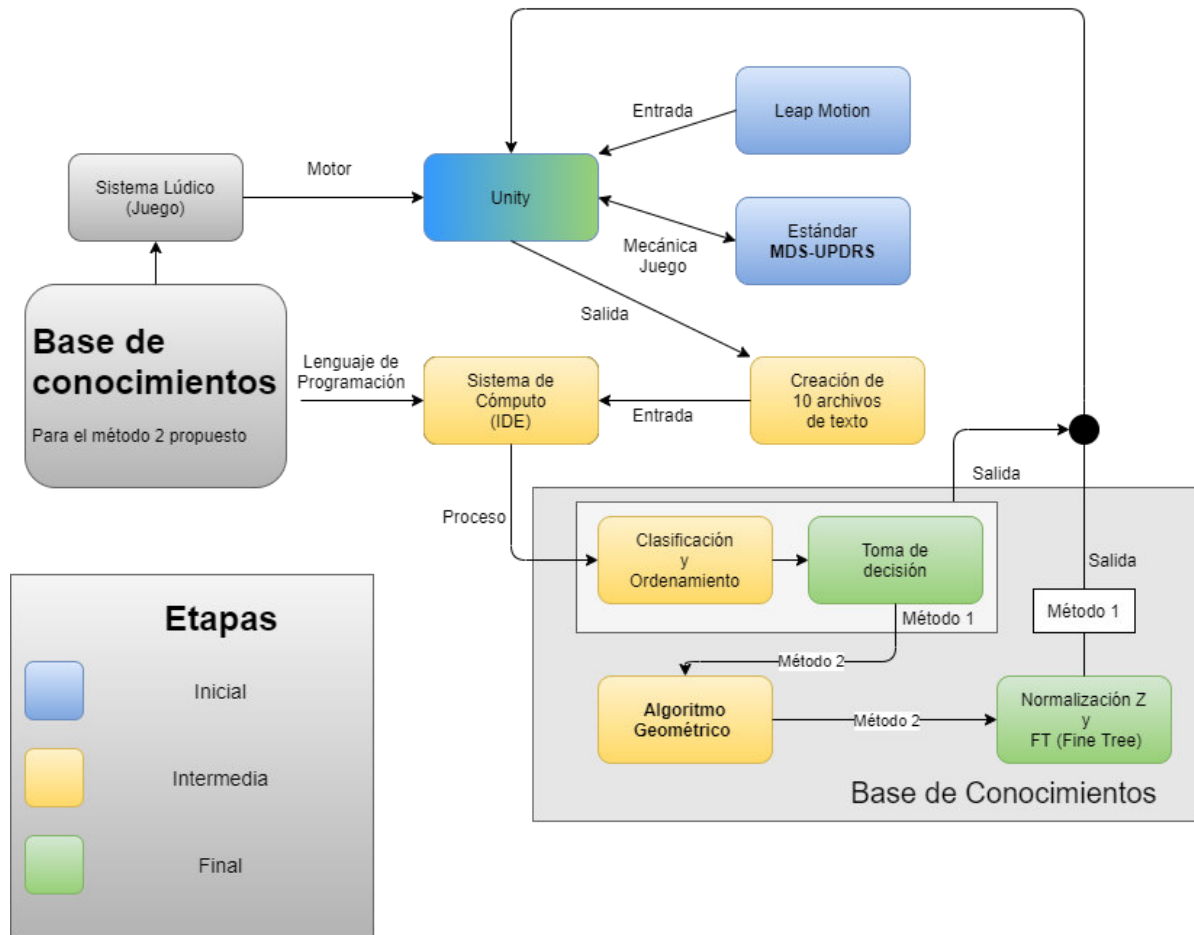 Leap Motion
Entrada
Sistema Lúdico
(Juego)
Motor
Unity
Estándar
MDS-UPDRS
Mecánica
Juego
Salida
Base de
conocimientos
Para el método 2 propuesto
Lenguaje de
Programación
Sistema de
Cómputo
(IDE)
Entrada
Creación de
10 archivos
de texto
Salida
Proceso
Clasificación
y
Ordenamiento
Toma de
decisión
Salida
Método 1
Método 1
Método 2
Algoritmo
Geométrico
Método 2
Normalización Z
y
FT (Fine Tree)
Base de Conocimientos
Etapas
Inicial
Intermedia
Final